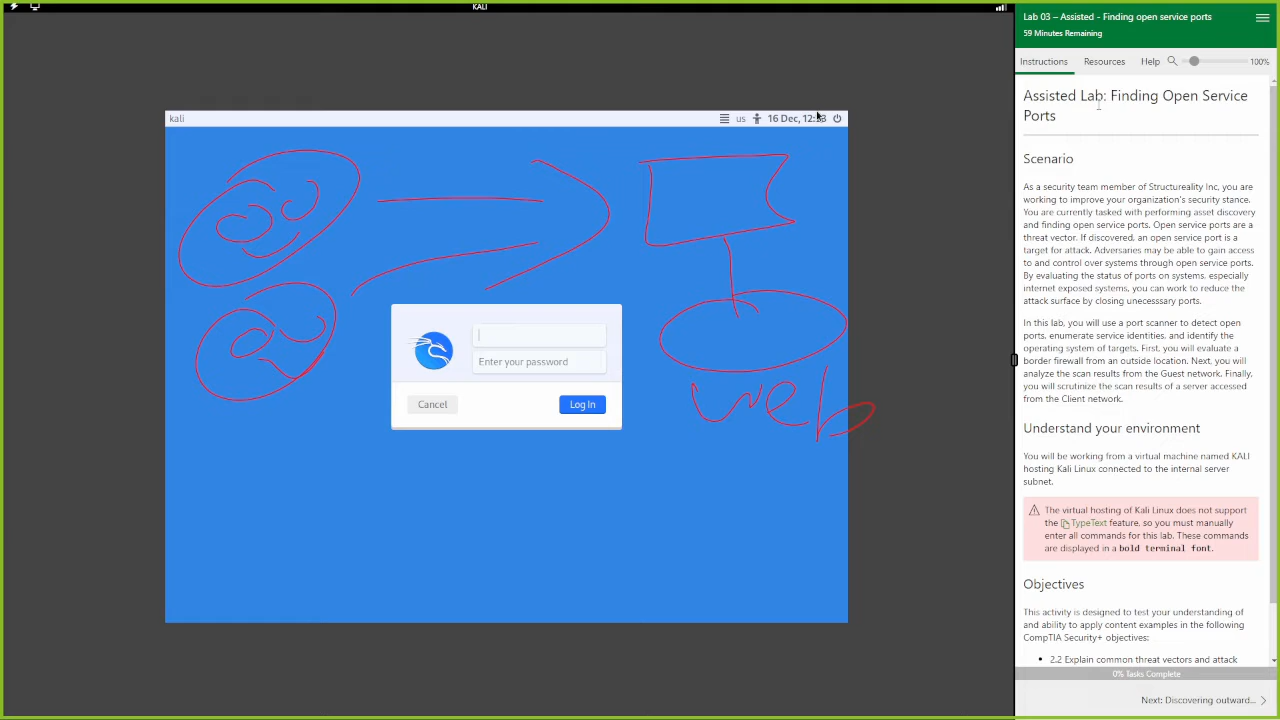 KALI
kali
us
16 Dec, 12:
Enter your password
Cancel
Log In
web
Lab 03 – Assisted - Finding open service ports
59 Minutes Remaining
Instructions
Resources
Help
100%
Assisted Lab: Finding Open Service
Ports
Scenario
As a security team member of Structureality Inc, you are
working to improve your organization's security stance.
You are currently tasked with performing asset discovery
and finding open service ports. Open service ports are a
threat vector. If discovered, an open service port is a
target for attack. Adversaries may be able to gain access
to and control over systems through open service ports.
By evaluating the status of ports on systems, especially
internet exposed systems, you can work to reduce the
attack surface by closing unecesssary ports.
In this lab, you will use a port scanner to detect open
ports, enumerate service identities, and identify the
operating system of targets. First, you will evaluate a
border firewall from an outside location. Next, you will
analyze the scan results from the Guest network. Finally,
you will scrutinize the scan results of a server accessed
from the Client network.
Understand your environment
You will be working from a virtual machine named KALI
hosting Kali Linux connected to the internal server
subnet.
The virtual hosting of Kali Linux does not support
the TypeText feature, so you must manually
enter all commands for this lab. These commands
are displayed in a bold terminal font.
Objectives
This activity is designed to test your understanding of
and ability to apply content examples in the following
CompTIA Security+ objectives:
• 2.2 Explain common threat vectors and attack
0% Tasks Complete
Next: Discovering outward...